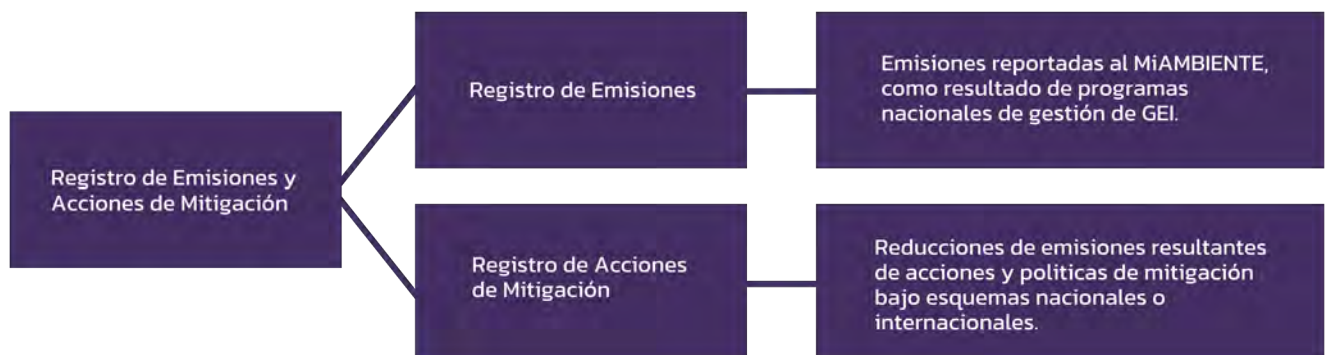 Registro de Emisiones y
Acciones de Mitigación
Registro de Emisiones
Emisiones reportadas al MiAMBIENTE,
como resultado de programas
nacionales de gestión de GEI.
Registro de Acciones
de Mitigación
Reducciones de emisiones resultantes
de acciones y politicas de mitigación
bajo esquemas nacionales o
internacionales.